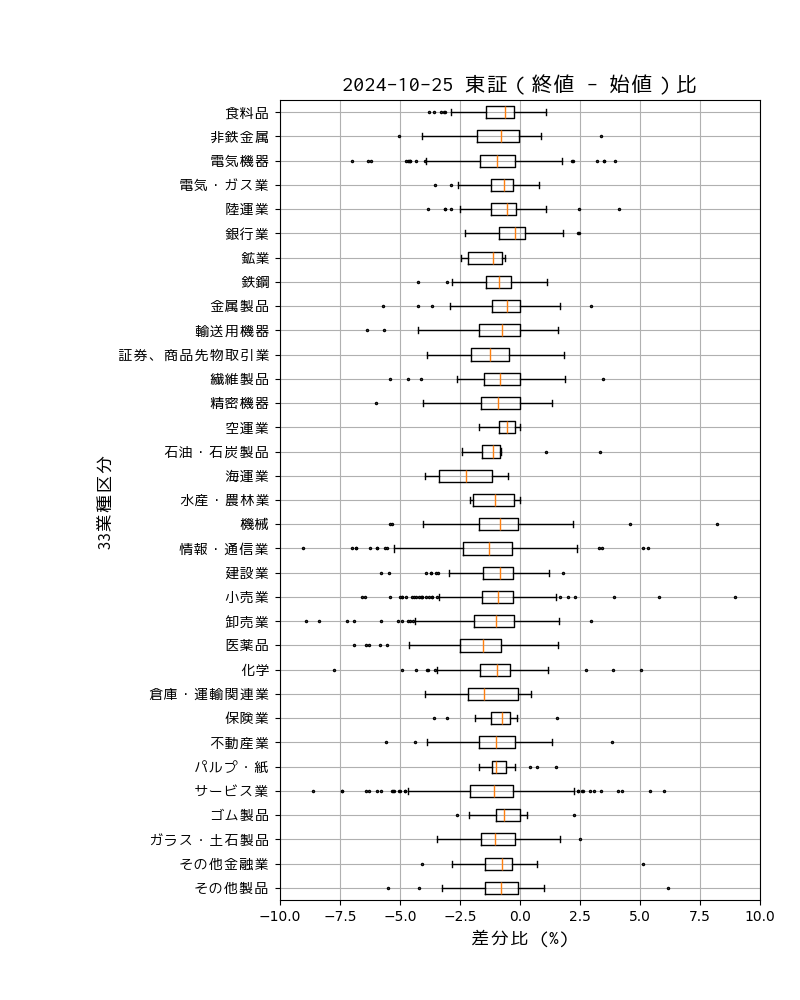 2024-10-25 東証 ( 終値 - 始値 ) 比
食料品
非鉄金属
電気機器
電気・ガス業
陸運業
銀行業
鉱業
鉄鋼
金属製品
輸送用機器
証券、商品先物取引業
繊維製品
精密機器
空運業
石油・石炭製品
海運業
水産・農林業
機械
情報・通信業
建設業
小売業
卸売業
医薬品
化学
倉庫・運輸関連業
保険業
不動産業
パルプ・紙
サービス業
ゴム製品
ガラス・土石製品
その他金融業
その他製品
33業種区分
−10.0 −7.5 −5.0 −2.5 0.0 2.5 5.0 7.5 10.0
差分比 (%)